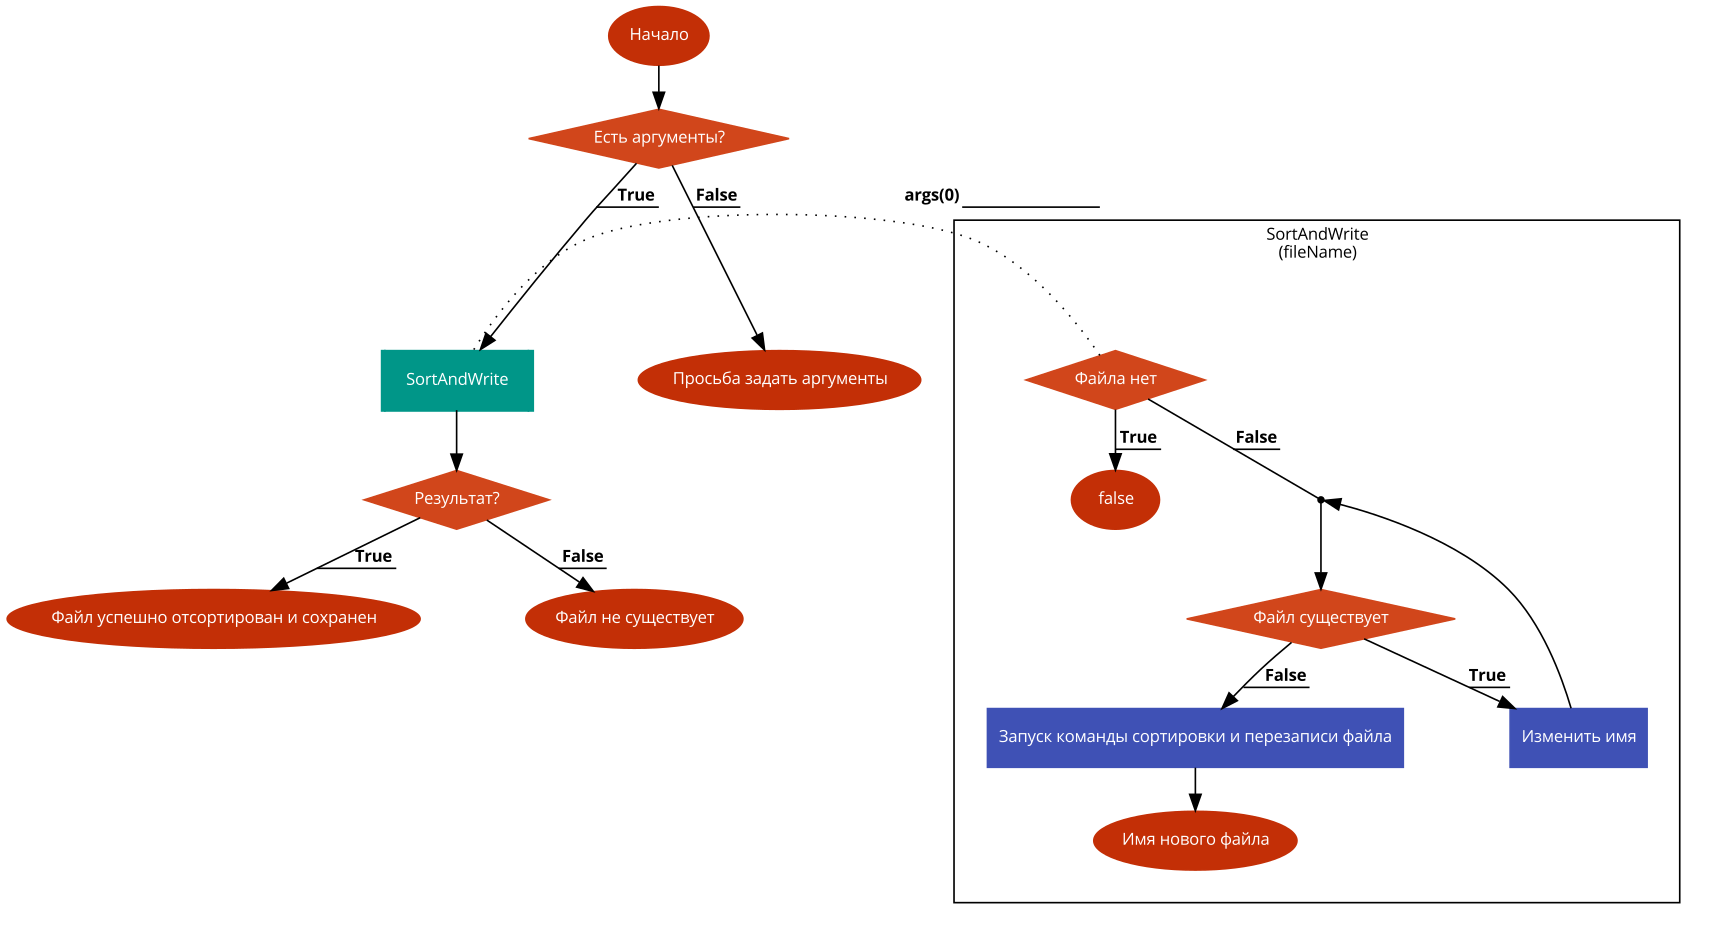 Начало
Есть аргументы?
True
False
args(0)
SortAndWrite
(fileName)
SortAndWrite
Просьба задать аргументы
Файла нет
True
False
Результат?
false
True
False
Файл успешно отсортирован и сохранен
Файл не существует
Файл существует
False
True
Запуск команды сортировки и перезаписи файла
Изменить имя
Имя нового файла